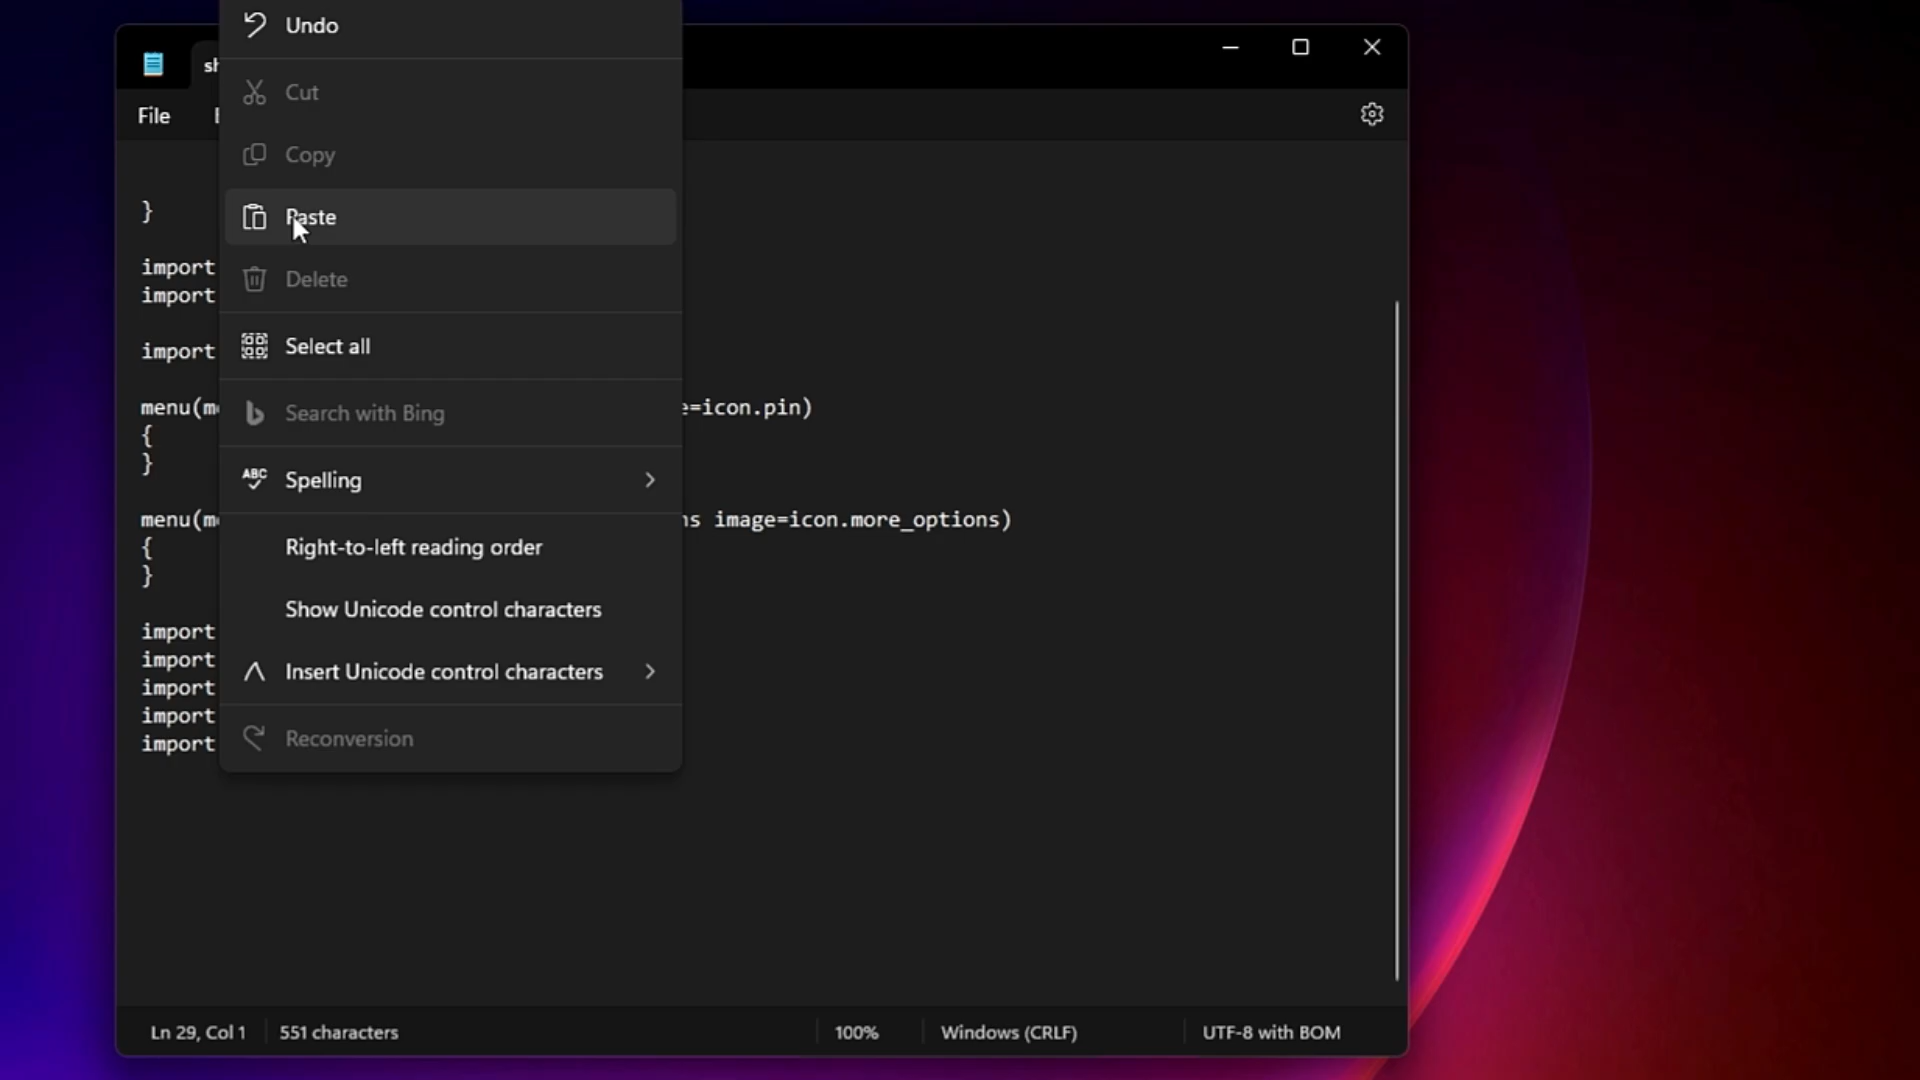 Undo
sh
Cut
File
Copy
}
Paste
import
Delete
import
Select all
import
menu(m
=icon.pin)
Search with Bing
{
}
ABC
Spelling
menu(m
s image=icon.more_options)
{
Right-to-left reading order
}
Show Unicode control characters
import
import
Insert Unicode control characters
import
import
import
Reconversion
Ln 29, Col 1
551 characters
100%
Windows (CRLF)
UTF-8 with BOM